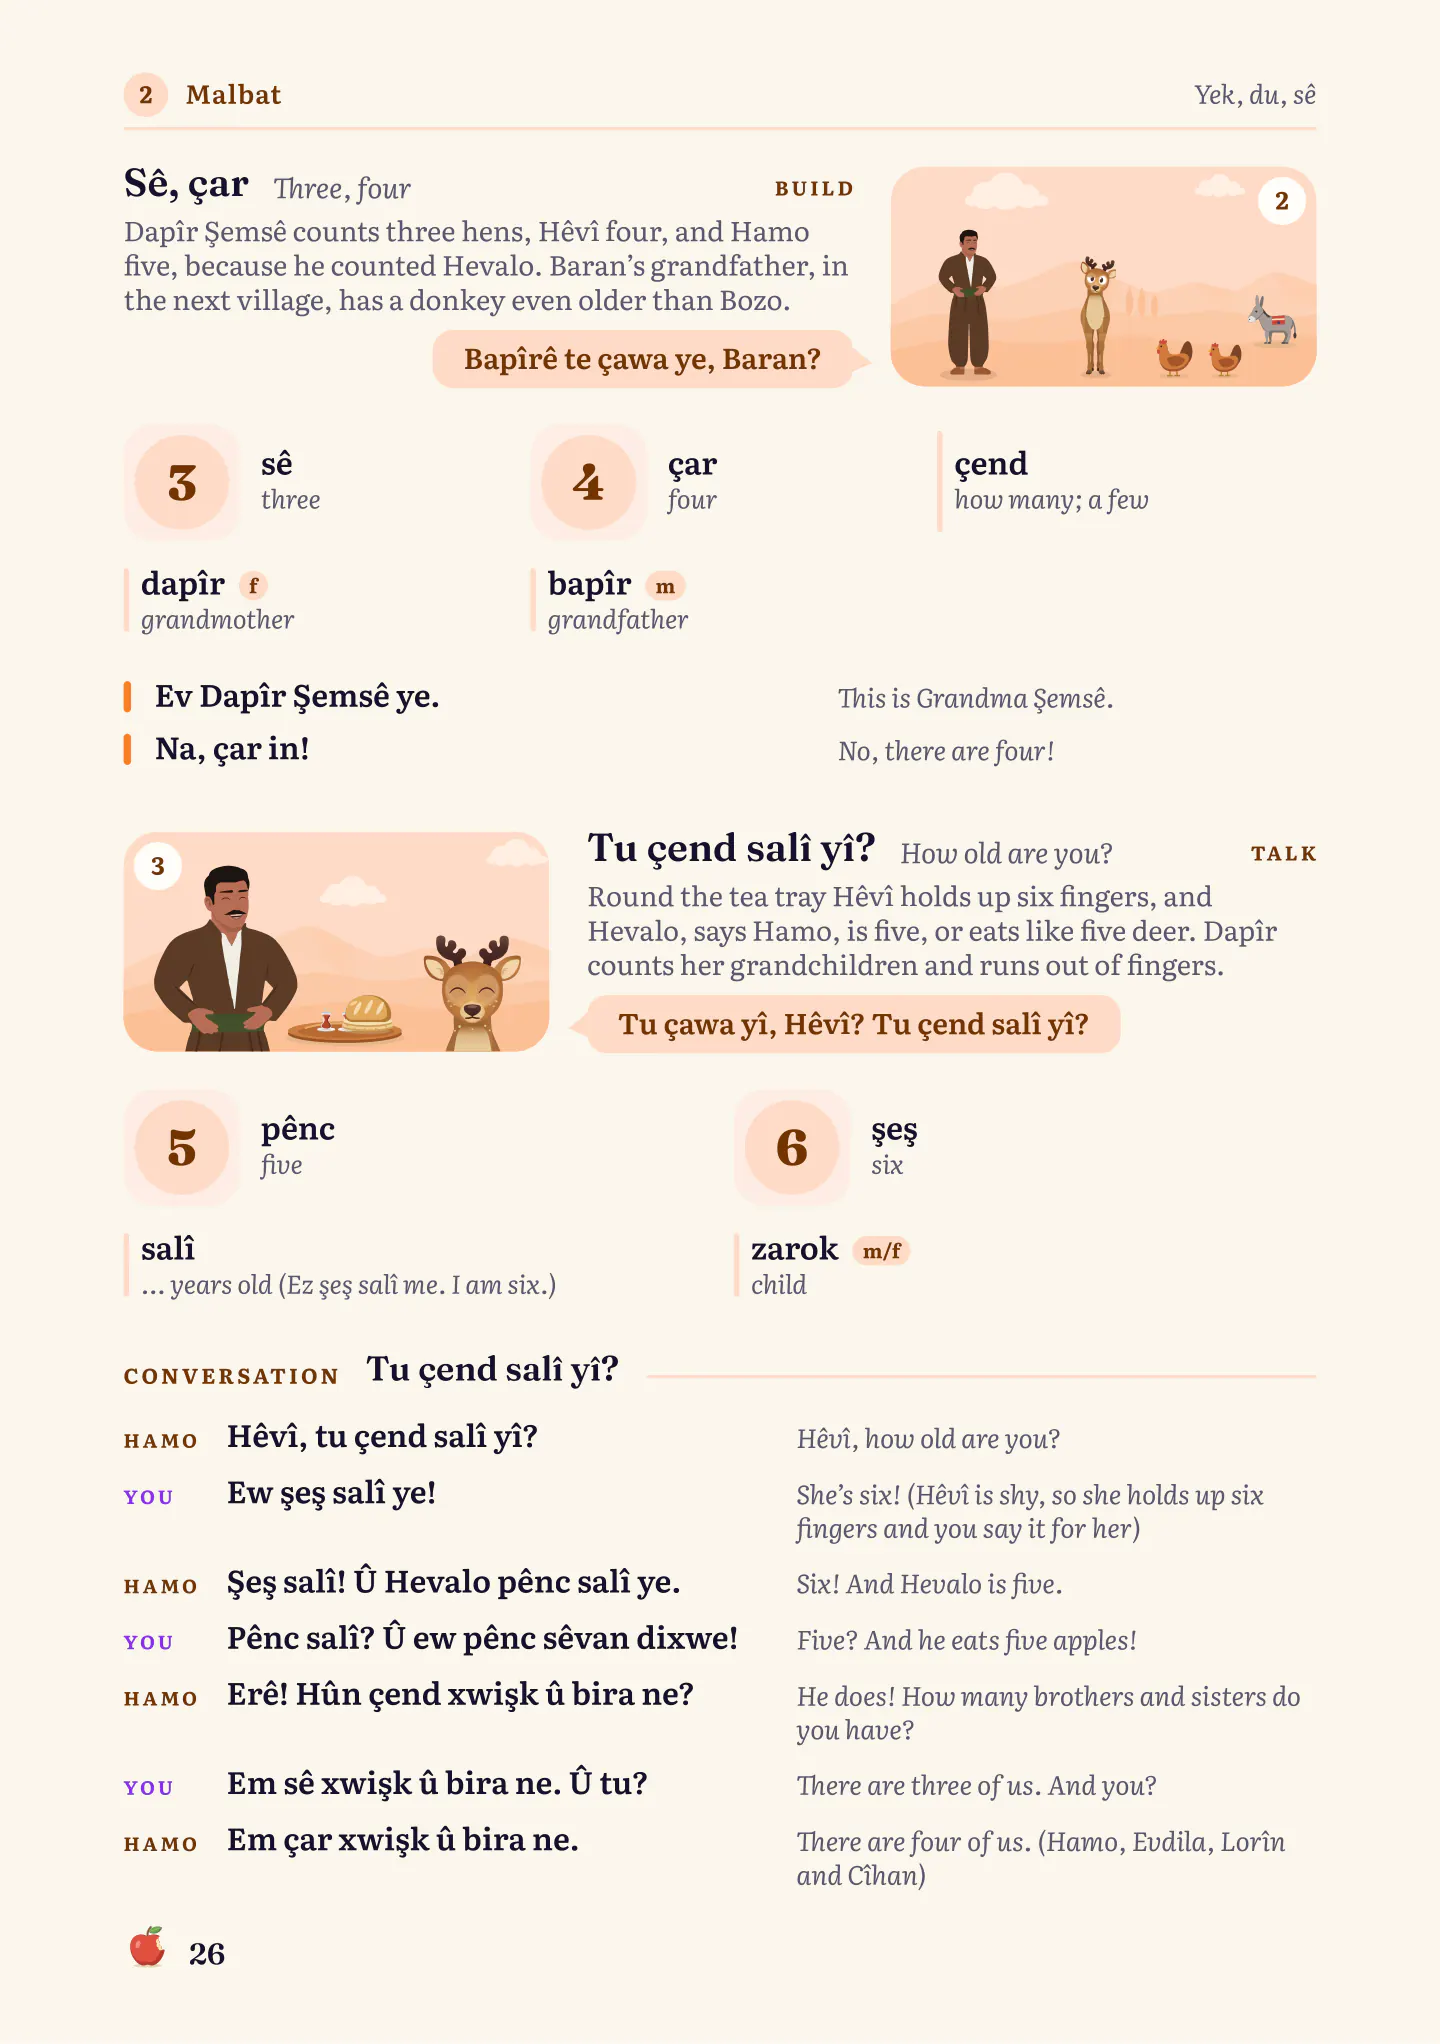 2 Malbat
Yek, du, sê
Sê, çar Three, four BUILD
Dapîr Şemsê counts three hens, Hêvî four, and Hamo
five, because he counted Hevalo. Baran’s grandfather, in
the next village, has a donkey even older than Bozo.
Bapîrê te çawa ye, Baran?
2
3 sê
three
4 çar
four
çend
how many; a few
dapîr f
grandmother
bapîr m
grandfather
Ev Dapîr Şemsê ye. This is Grandma Şemsê.
Na, çar in! No, there are four!
3
Tu çend salî yî? How old are you? TALK
Round the tea tray Hêvî holds up six fingers, and
Hevalo, says Hamo, is five, or eats like five deer. Dapîr
counts her grandchildren and runs out of fingers.
Tu çawa yî, Hêvî? Tu çend salî yî?
5 pênc
five
6 şeş
six
salî
... years old (Ez şeş salî me. I am six.)
zarok m/f
child
CONVERSATION Tu çend salî yî?
HAMO Hêvî, tu çend salî yî? Hêvî, how old are you?
YOU Ew şeş salî ye! She’s six! (Hêvî is shy, so she holds up six
fingers and you say it for her)
HAMO Şeş salî! Û Hevalo pênc salî ye. Six! And Hevalo is five.
YOU Pênc salî? Û ew pênc sêvan dixwe! Five? And he eats five apples!
HAMO Erê! Hûn çend xwişk û bira ne? He does! How many brothers and sisters do
you have?
YOU Em sê xwişk û bira ne. Û tu? There are three of us. And you?
HAMO Em çar xwişk û bira ne. There are four of us. (Hamo, Evdila, Lorîn
and Cîhan)
26